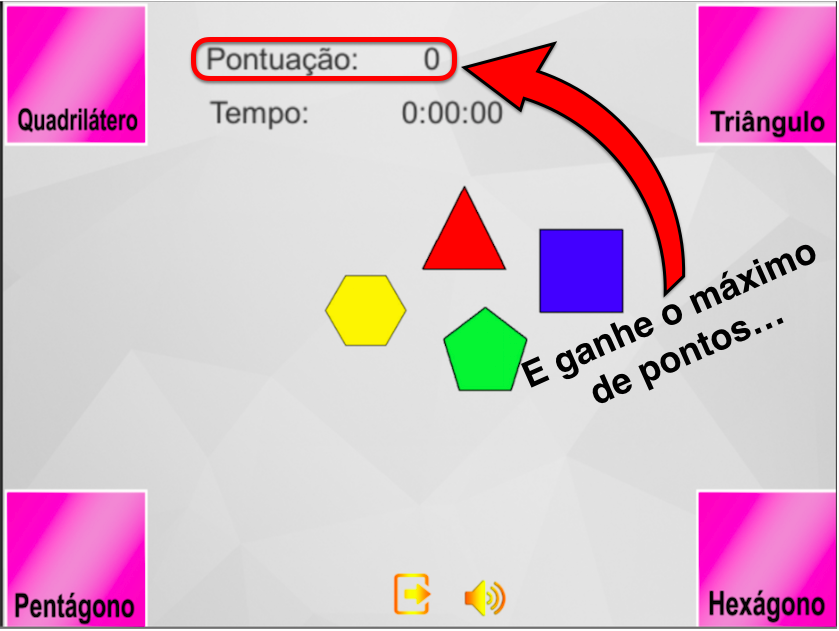 Quadrilátero
Pontuação: 0
Tempo: 0:00:00
Triângulo
E ganhe o máximo
de pontos...
Pentágono
Hexágono